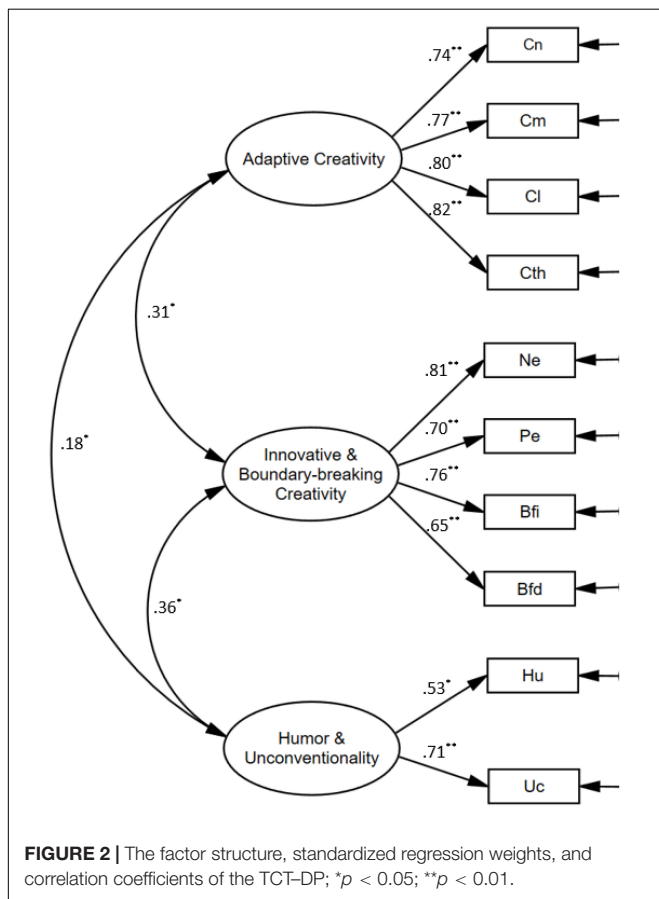 .74**
Cn
.77**
Cm
Adaptive Creativity
.80**
Cl
.82**
Cth
.31*
.81**
Ne
.70**
Pe
.18*
Innovative &
Boundary-breaking
Creativity
.76**
Bfi
.65**
Bfd
.36*
.53*
Hu
Humor &
Unconventionality
.71**
Uc
FIGURE 2 | The factor structure, standardized regression weights, and
correlation coefficients of the TCT–DP; *p < 0.05; **p < 0.01.